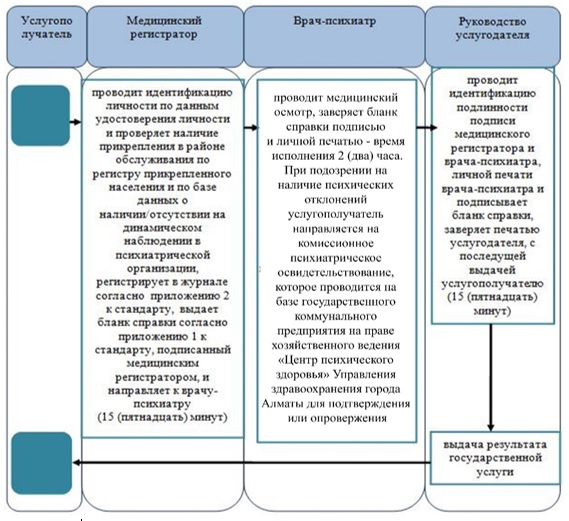 Услугопо
лучатель
Медицинский
регистратор
Врач-психиатр
Руководство
услугодателя
проводит идентификацию
личности по данным
удостоверения личности
и проверяет наличие
прикрепления в районе
обслуживания по
регистру прикрепленного
населения и по базе
данных о
наличии/отсутствии на
динамическом
наблюдении в
психиатрической
организации,
регистрирует в журнале
согласно приложению 2
к стандарту, выдает
бланк справки согласно
приложению 1 к
стандарту, подписанный
медицинским
регистратором, и
направляет к врачу-
психиатру
(15 (пятнадцать) минут)
проводит медицинский
осмотр, заверяет бланк
справки подписью
и личной печатью - время
исполнения 2 (два) часа.
При подозрении на
наличие психических
отклонений
услугополучатель
направляется на
комиссионное
психиатрическое
освидетельствование,
которое проводится на
базе государственного
коммунального
предприятия на праве
хозяйственного ведения
«Центр психического
здоровья» Управления
здравоохранения города
Алматы для подтверждения
или опровержения
проводит
идентификацию
подлинности
подписи
медицинского
регистратора и
врача-психиатра,
личной печати
врача-психиатра и
подписывает
бланк справки,
заверяет печатью
услугодателя, с
последущей
выдачей
услугополучателю
(15 (пятнадцать)
минут)
выдача результата
государственной
услуги